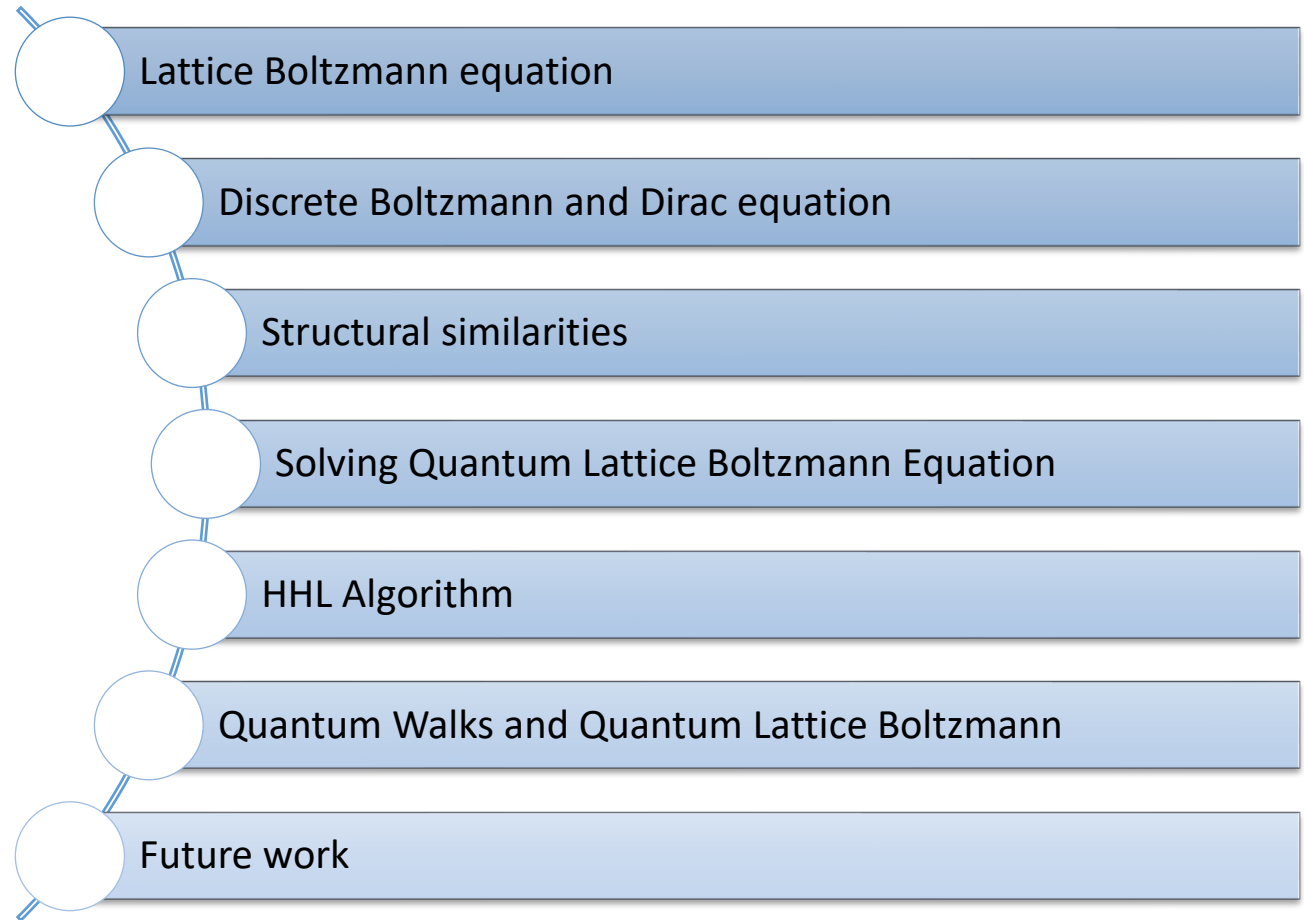 Lattice Boltzmann equation
Discrete Boltzmann and Dirac equation
Structural similarities
Solving Quantum Lattice Boltzmann Equation
HHL Algorithm
Quantum Walks and Quantum Lattice Boltzmann
Future work